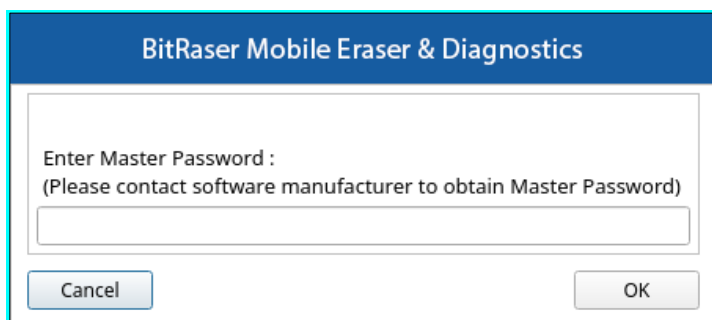 BitRaser Mobile Eraser & Diagnostics
Enter Master Password :
(Please contact software manufacturer to obtain Master Password)
Cancel
OK